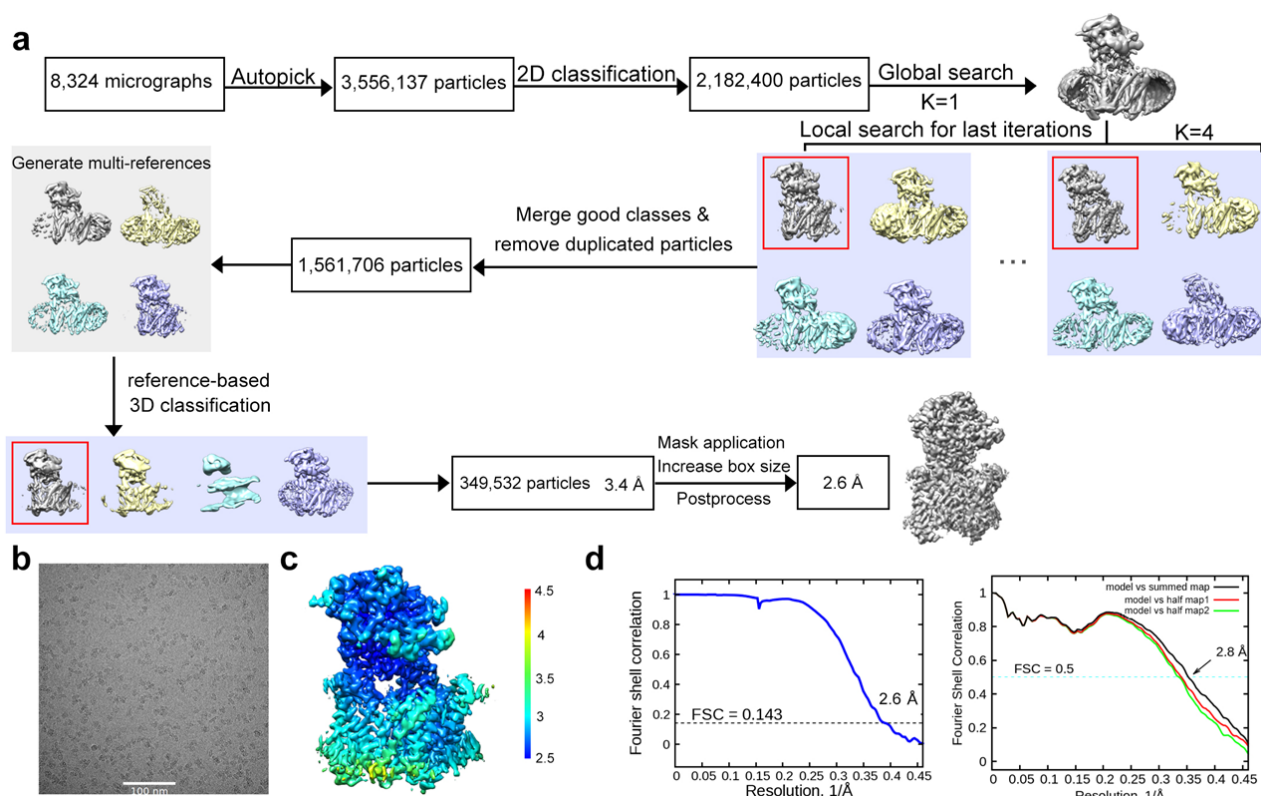 a
8,324 micrographs
Autopick
3,556,137 particles
2D classification
2,182,400 particles
Global search
K=1
Local search for last iterations
K=4
Generate multi-references
Merge good classes &
remove duplicated particles
1,561,706 particles
...
reference-based
3D classification
349,532 particles 3.4 Å
Mask application
Increase box size
Postprocess
2.6 Å
b
100 nm
c
4.5
4
3.5
3
2.5
d
Fourier shell correlation
1
0.8
0.6
0.4
0.2
0
FSC = 0.143
2.6 Å
0 0.05 0.1 0.15 0.2 0.25 0.3 0.35 0.4 0.45
Resolution, 1/Å
Fourier shell Correlation
1
0.8
0.6
0.4
0.2
0
model vs summed map
model vs half map1
model vs half map2
2.8 Å
FSC = 0.5
0 0.05 0.10 0.15 0.20 0.25 0.30 0.35 0.40 0.45
Resolution, 1/Å